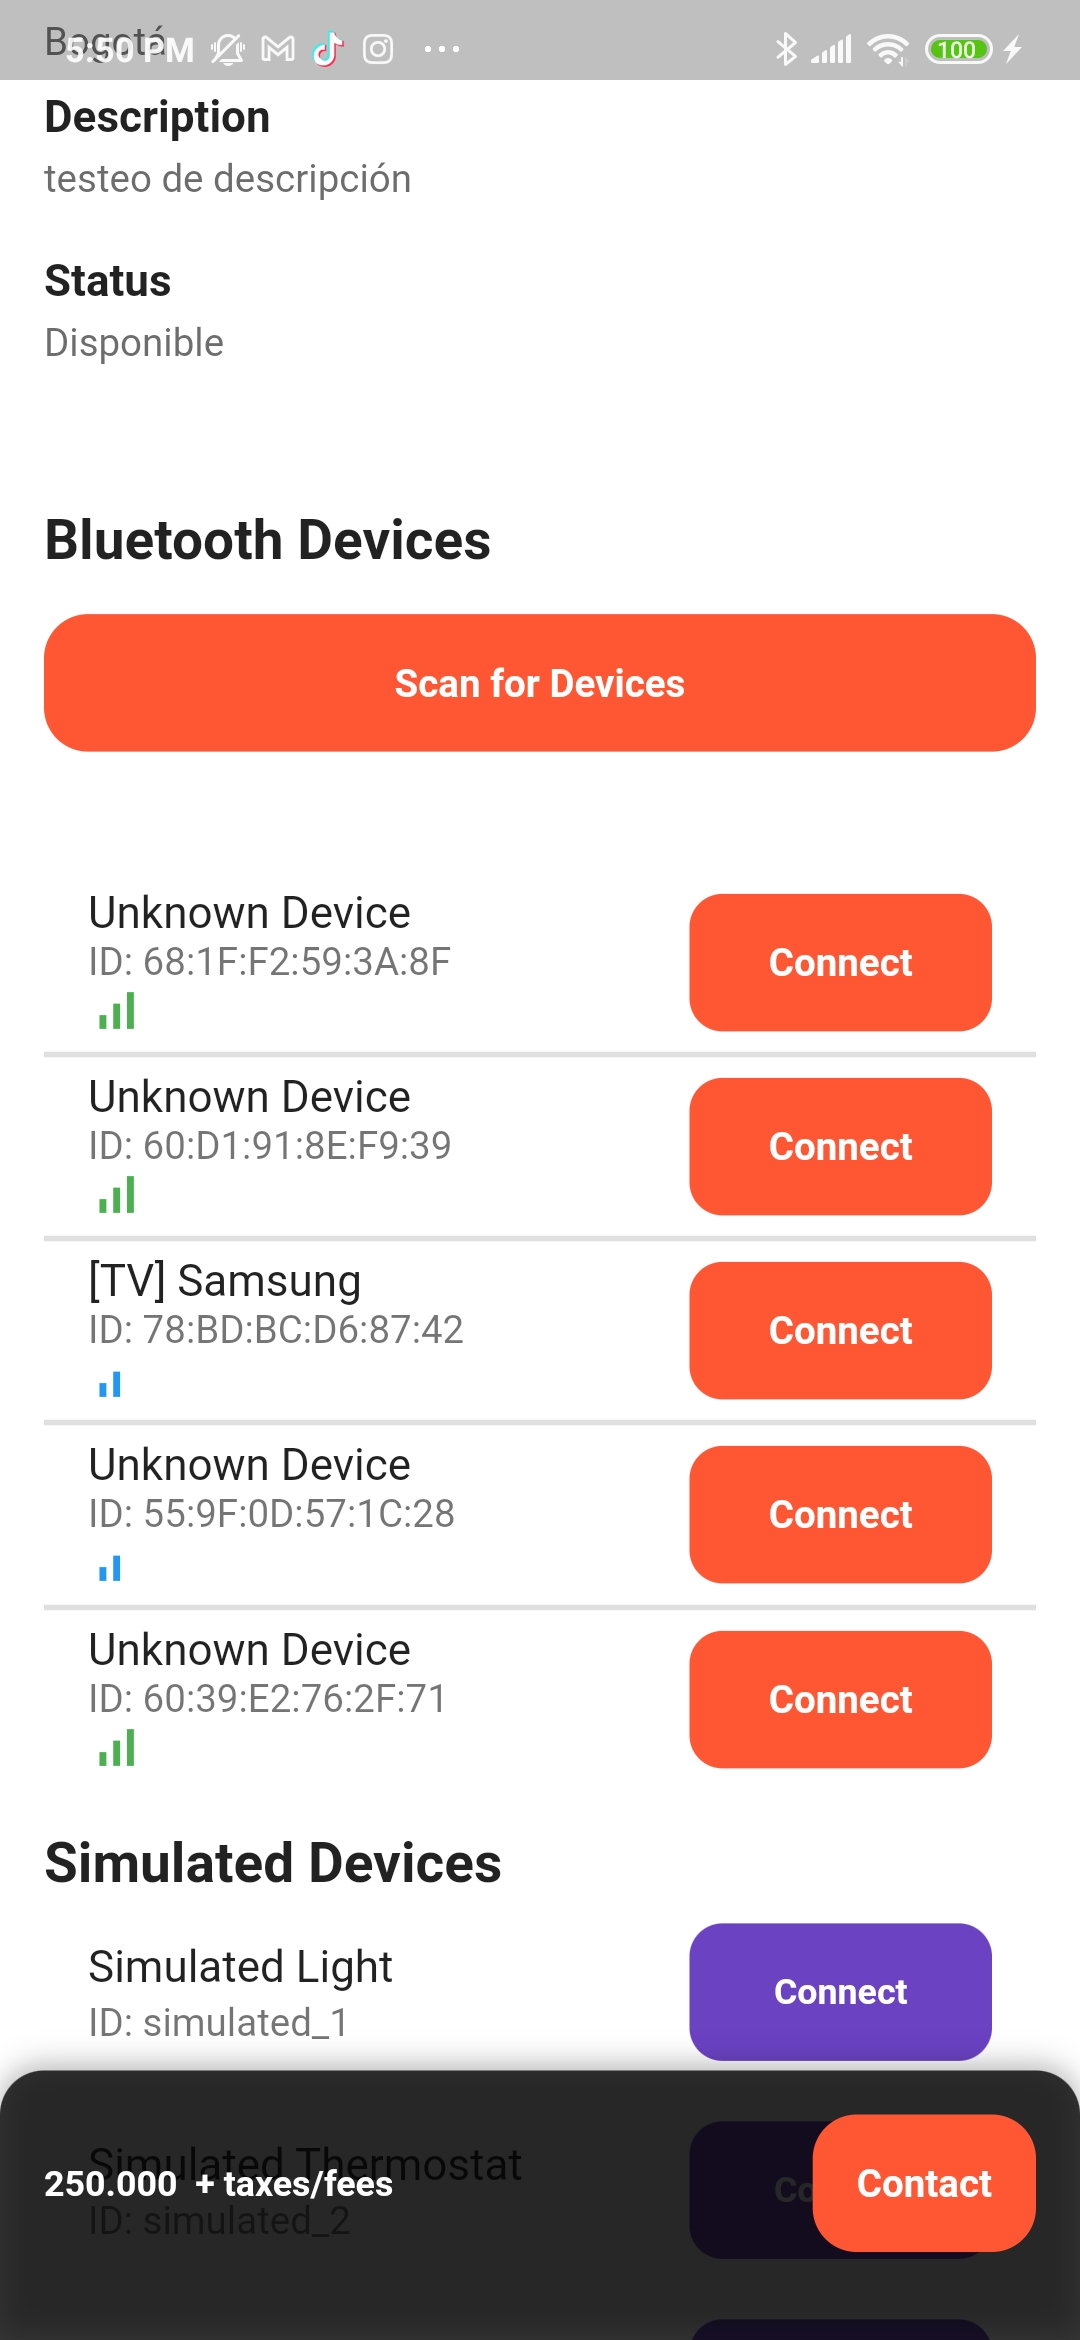 Bogotá
5:50 PM
100
Description
testeo de descripción
Status
Disponible
Bluetooth Devices
Scan for Devices
Unknown Device
ID: 68:1F:F2:59:3A:8F
Connect
Unknown Device
ID: 60:D1:91:8E:F9:39
Connect
[TV] Samsung
ID: 78:BD:BC:D6:87:42
Connect
Unknown Device
ID: 55:9F:0D:57:1C:28
Connect
Unknown Device
ID: 60:39:E2:76:2F:71
Connect
Simulated Devices
Simulated Light
ID: simulated_1
Connect
Simulated Thermostat
ID: simulated_2
Co
250.000 + taxes/fees
Contact